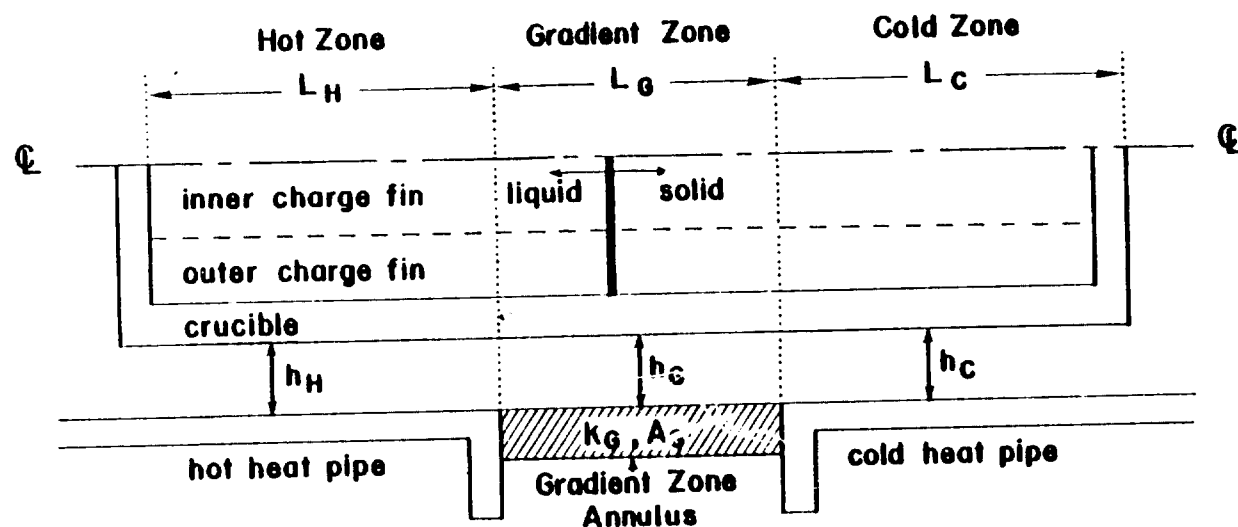 Hot Zone
Gradient Zone
Cold Zone
L H
L G
L C
℄
℄
liquid
solid
inner charge fin
outer charge fin
crucible
h H
h G
h C
K G , A G
hot heat pipe
cold heat pipe
Gradient Zone
Annulus